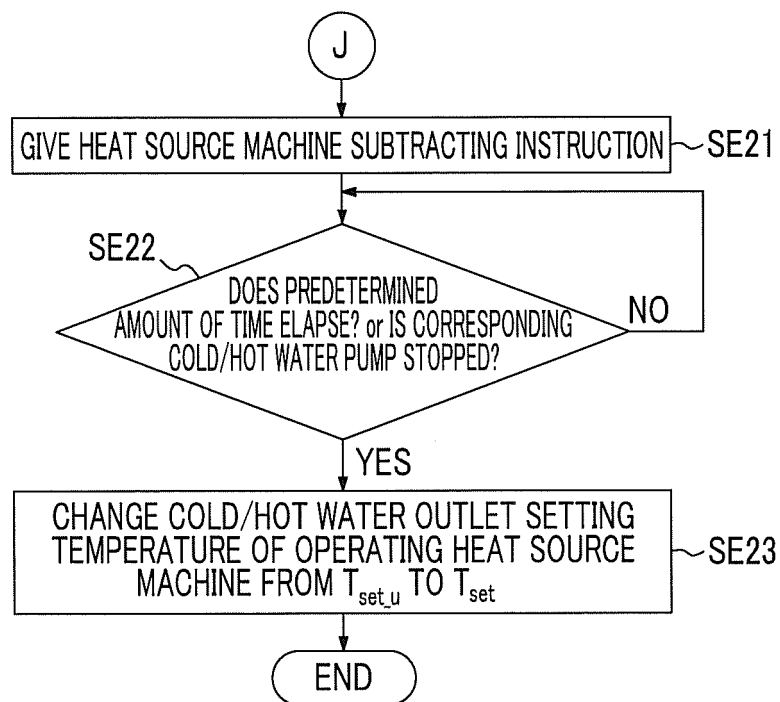 J
GIVE HEAT SOURCE MACHINE SUBTRACTING INSTRUCTION
SE21
SE22
DOES PREDETERMINED
AMOUNT OF TIME ELAPSE? or IS CORRESPONDING
COLD/HOT WATER PUMP STOPPED?
NO
YES
CHANGE COLD/HOT WATER OUTLET SETTING
TEMPERATURE OF OPERATING HEAT SOURCE
MACHINE FROM T_set_u TO T_set
SE23
END